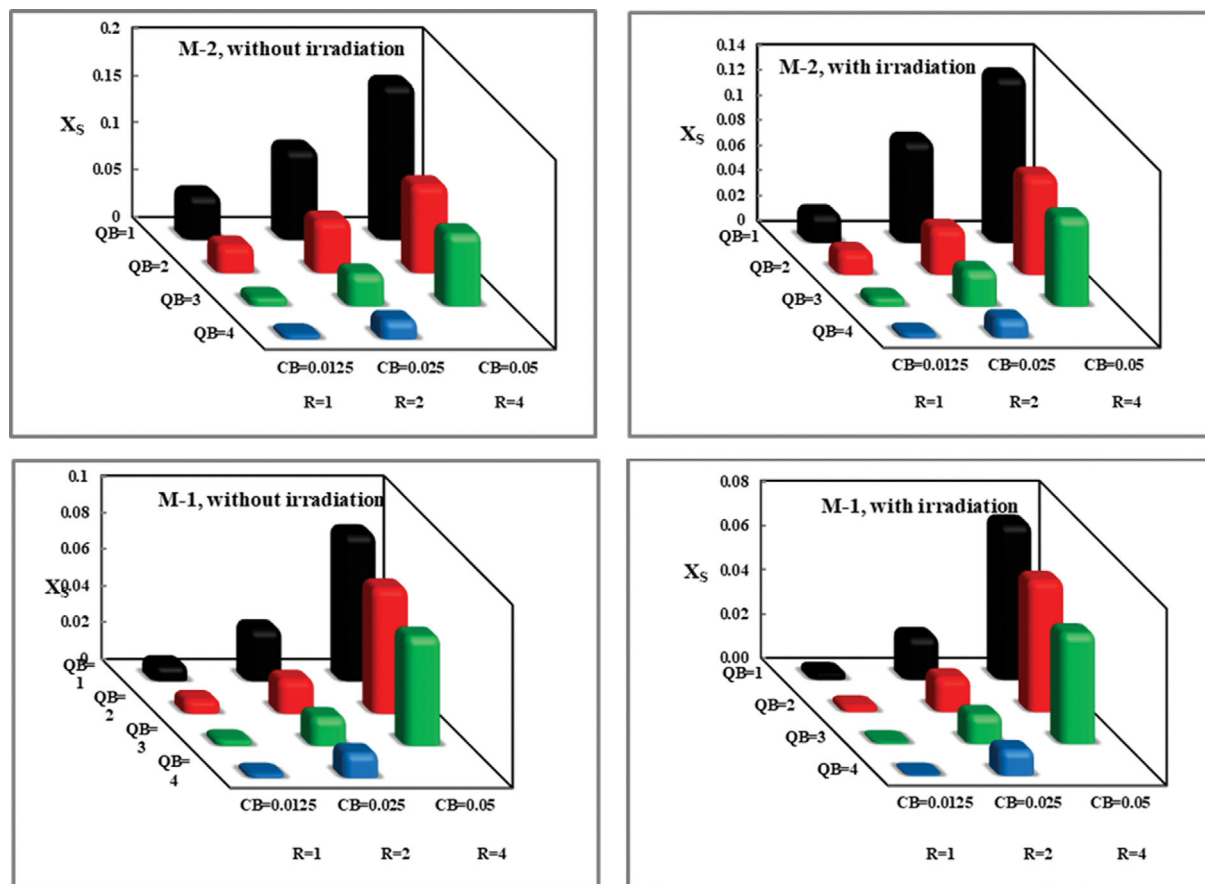 M-2, without irradiation
0.2
0.15
0.1
0.05
0
XS
QB=1
QB=2
QB=3
QB=4
CB=0.0125 CB=0.025 CB=0.05
R=1 R=2 R=4
M-2, with irradiation
0.14
0.12
0.1
0.08
0.06
0.04
0.02
0
XS
QB=1
QB=2
QB=3
QB=4
CB=0.0125 CB=0.025 CB=0.05
R=1 R=2 R=4
M-1, without irradiation
0.1
0.08
0.06
0.04
0.02
0
XS
QB=
1
QB=
2
QB=
3
QB=
4
CB=0.0125 CB=0.025 CB=0.05
R=1 R=2 R=4
M-1, with irradiation
0.08
0.06
0.04
0.02
0.00
XS
QB=1
QB=2
QB=3
QB=4
CB=0.0125 CB=0.025 CB=0.05
R=1 R=2 R=4